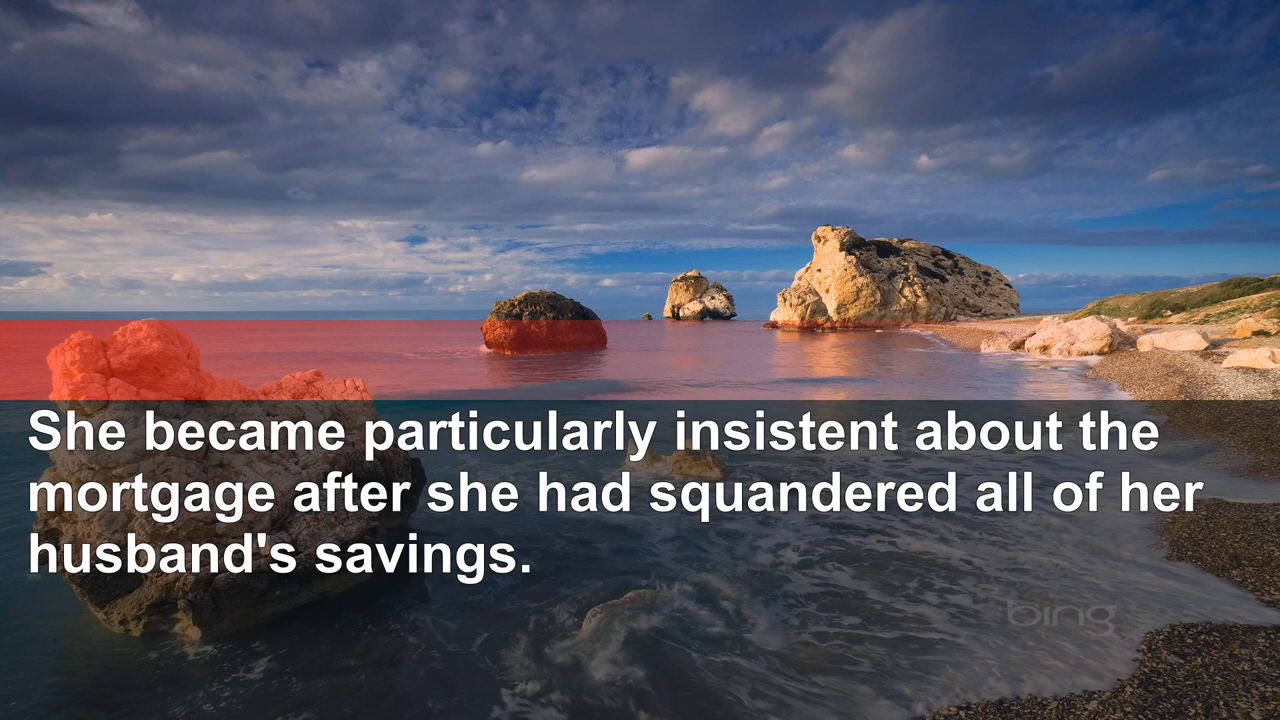 She became particularly insistent about the
mortgage after she had squandered all of her
husband's savings.
bing